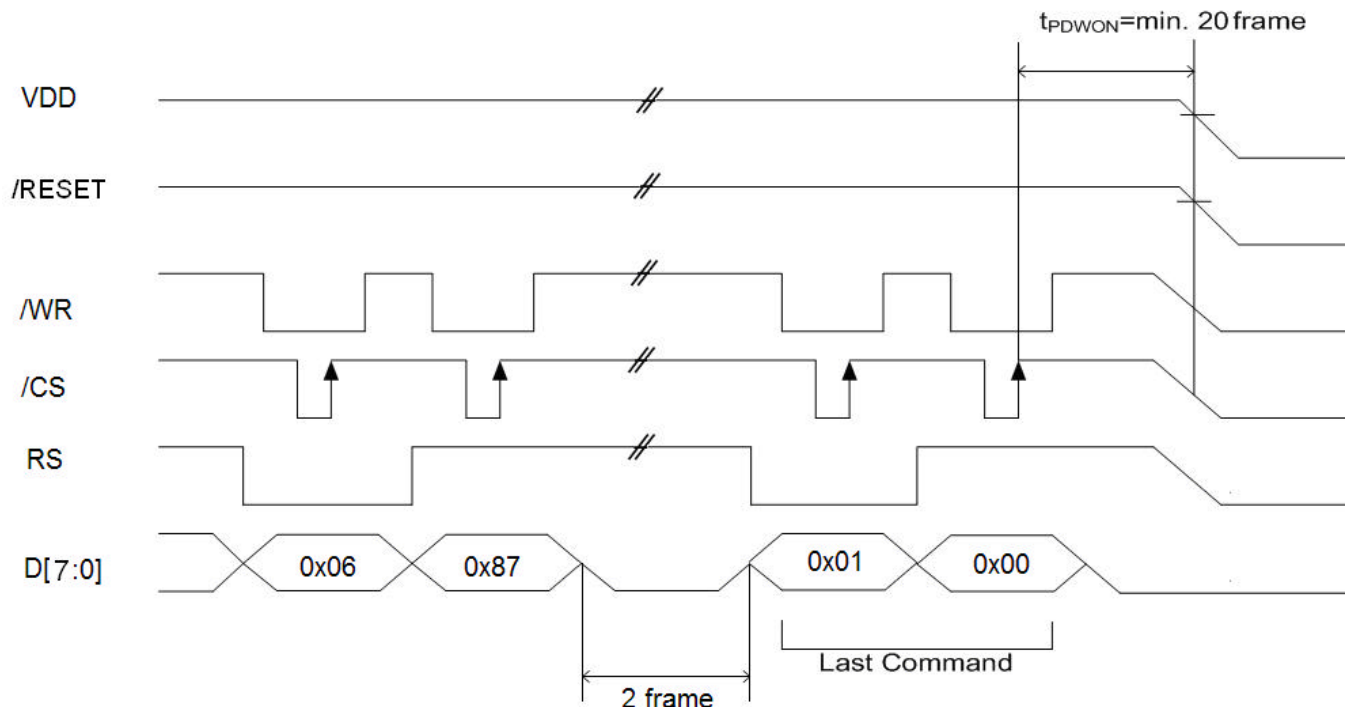 tPDWON=min. 20 frame
VDD
/RESET
/WR
/CS
RS
D[7:0]
0x06
0x87
0x01
0x00
Last Command
2 frame